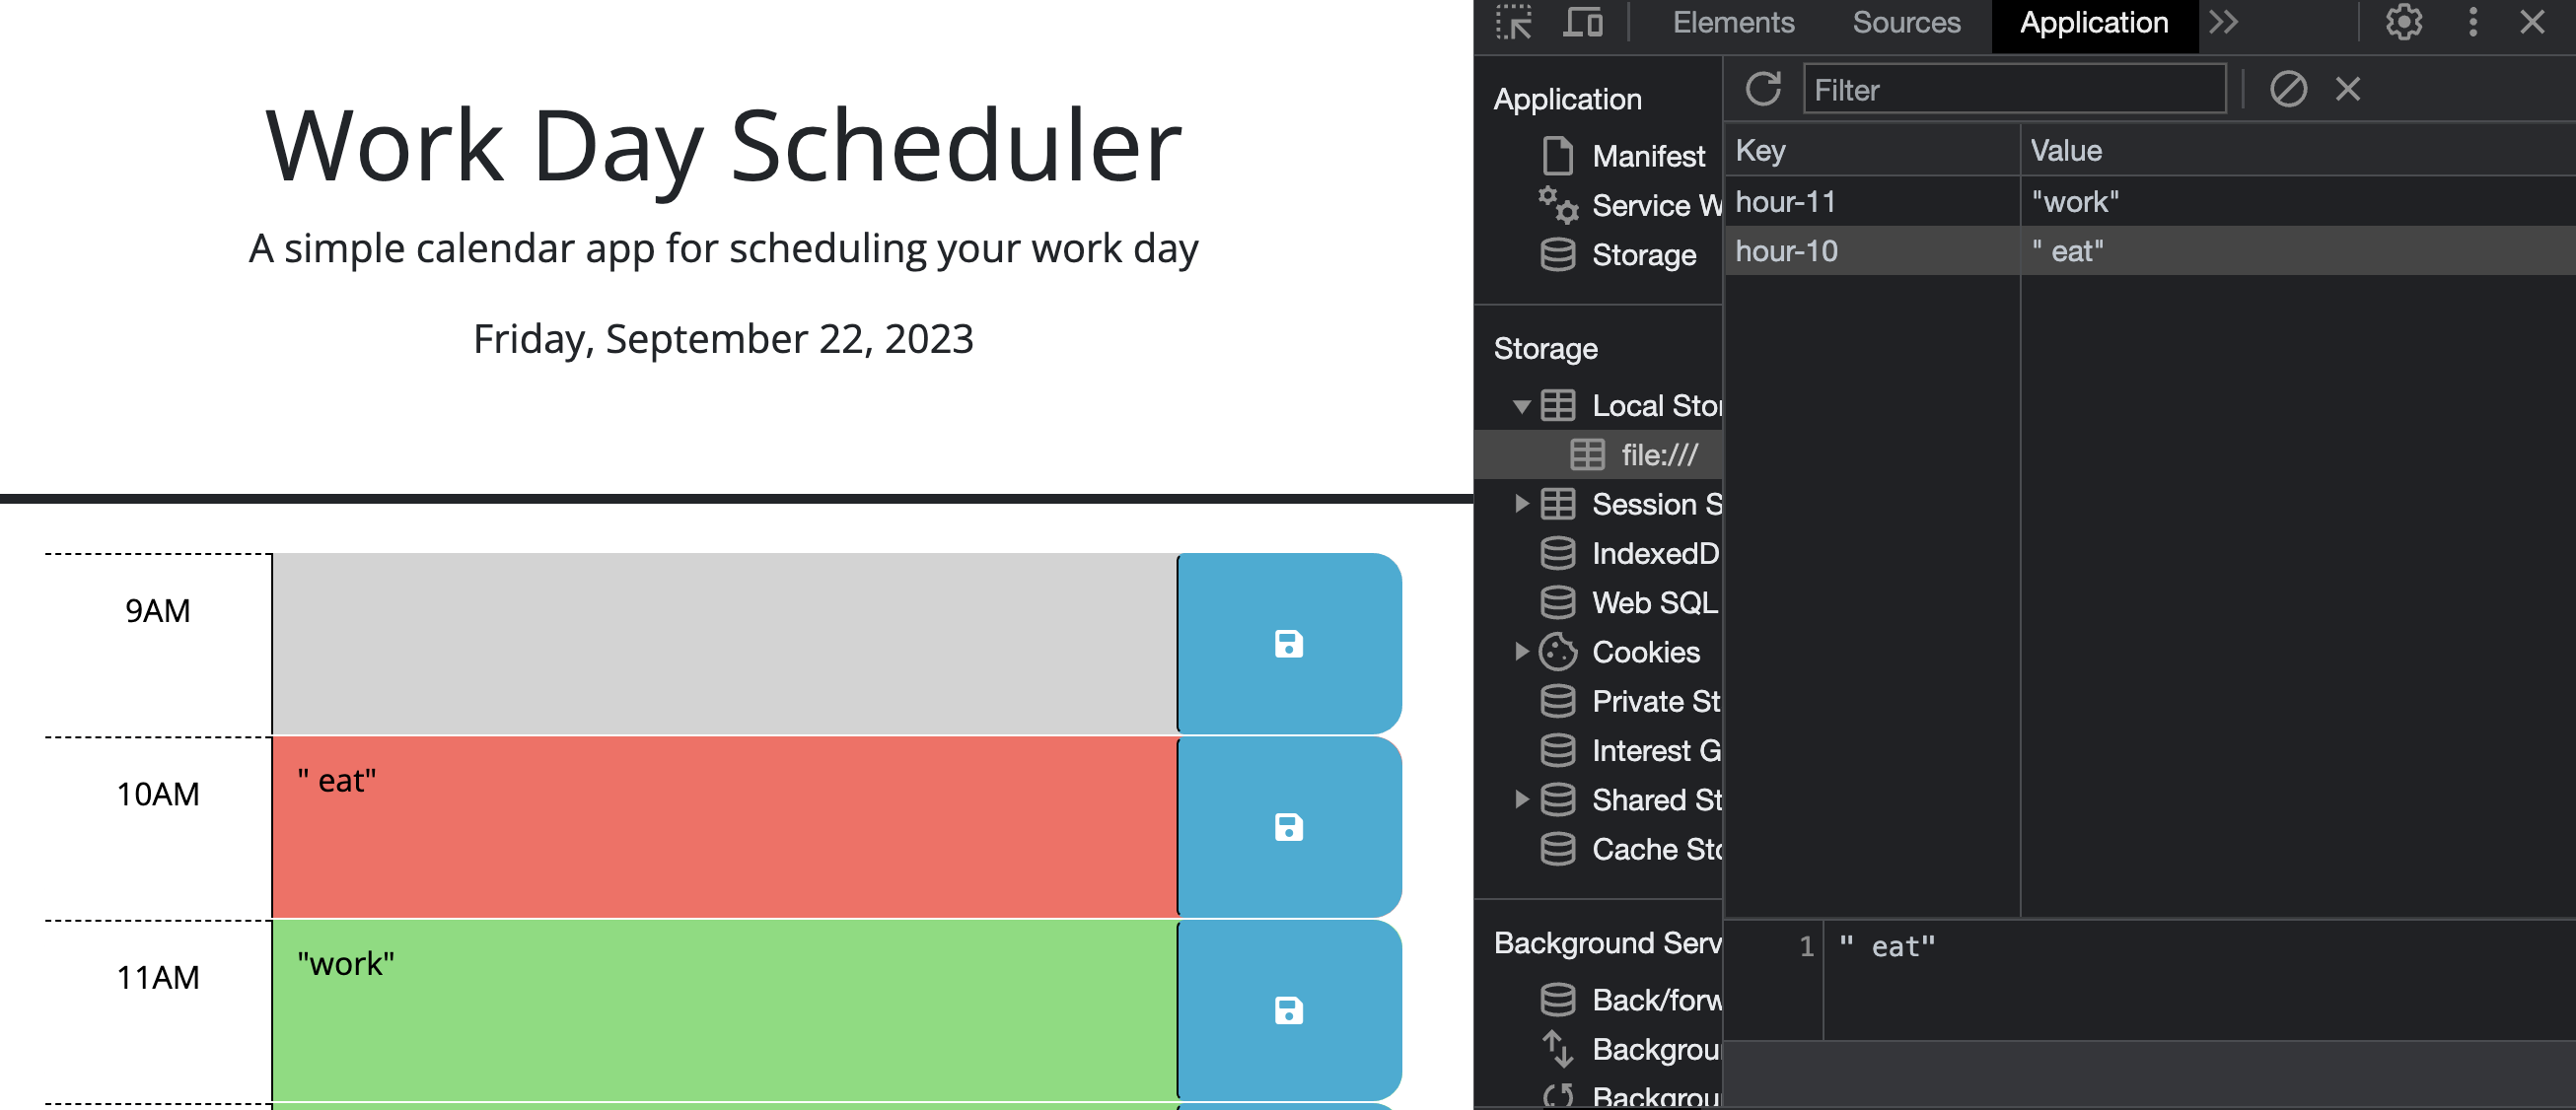 Work Day Scheduler
A simple calendar app for scheduling your work day
Friday, September 22, 2023
9AM
10AM
" eat"
11AM
"work"
Elements Sources Application
Application
Manifest
Service W
Storage
Storage
Local Stor
file:///
Session S
IndexedD
Web SQL
Cookies
Private St
Interest G
Shared St
Cache Sto
Background Serv
Back/forw
Backgrou
Backgrou
Filter
Key Value
hour-11 "work"
hour-10 " eat"
1 " eat"